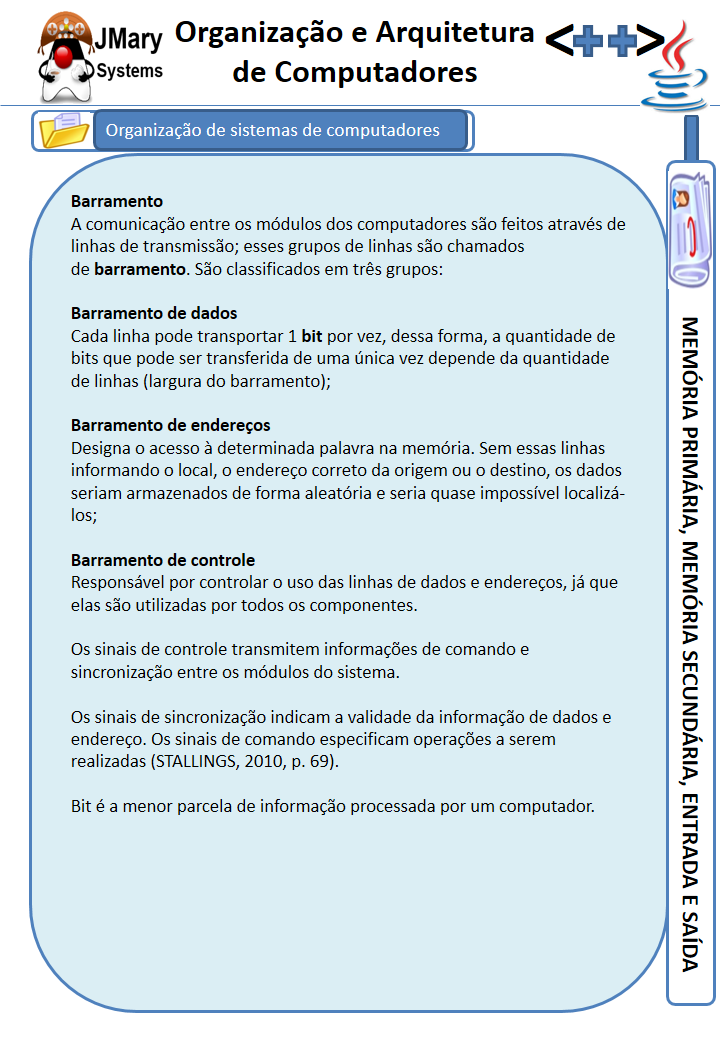 JMary
Systems
Organização e Arquitetura
de Computadores
<++>
Organização de sistemas de computadores
Barramento
A comunicação entre os módulos dos computadores são feitos através de
linhas de transmissão; esses grupos de linhas são chamados
de barramento. São classificados em três grupos:
Barramento de dados
Cada linha pode transportar 1 bit por vez, dessa forma, a quantidade de
bits que pode ser transferida de uma única vez depende da quantidade
de linhas (largura do barramento);
Barramento de endereços
Designa o acesso à determinada palavra na memória. Sem essas linhas
informando o local, o endereço correto da origem ou o destino, os dados
seriam armazenados de forma aleatória e seria quase impossível localizá-
los;
Barramento de controle
Responsável por controlar o uso das linhas de dados e endereços, já que
elas são utilizadas por todos os componentes.
Os sinais de controle transmitem informações de comando e
sincronização entre os módulos do sistema.
Os sinais de sincronização indicam a validade da informação de dados e
endereço. Os sinais de comando especificam operações a serem
realizadas (STALLINGS, 2010, p. 69).
Bit é a menor parcela de informação processada por um computador.
MEMÓRIA PRIMÁRIA, MEMÓRIA SECUNDÁRIA, ENTRADA E SAÍDA